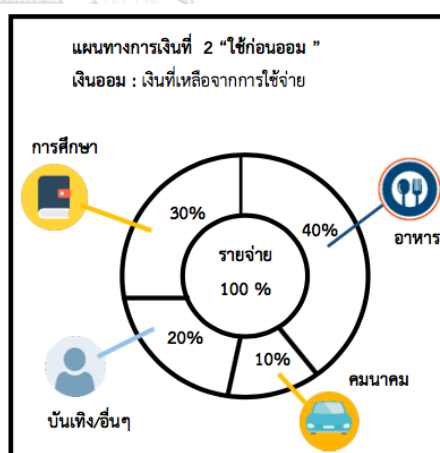 แผนทางการเงินที่ 2 “ใช้ก่อนออม ”
เงินออม : เงินที่เหลือจากการใช้จ่าย
การศึกษา
30%
40%
อาหาร
รายจ่าย
100 %
20%
10%
คมนาคม
บันเทิง/อื่นๆ